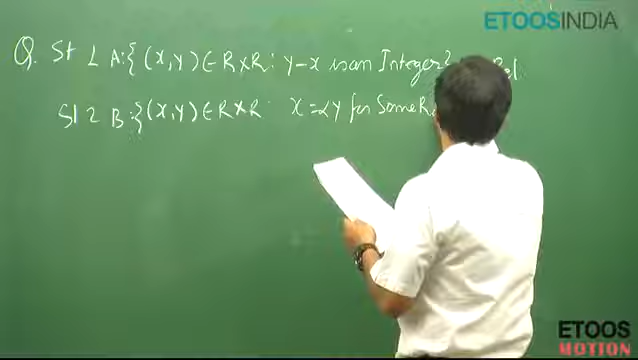 ETOOSINDIA
Q. St 1 A:{(X,Y)∈R×R: Y-X is an Integer}
St 2 B:{(X,Y)∈R×R: X=αY for Some
ETOOS
MOTION